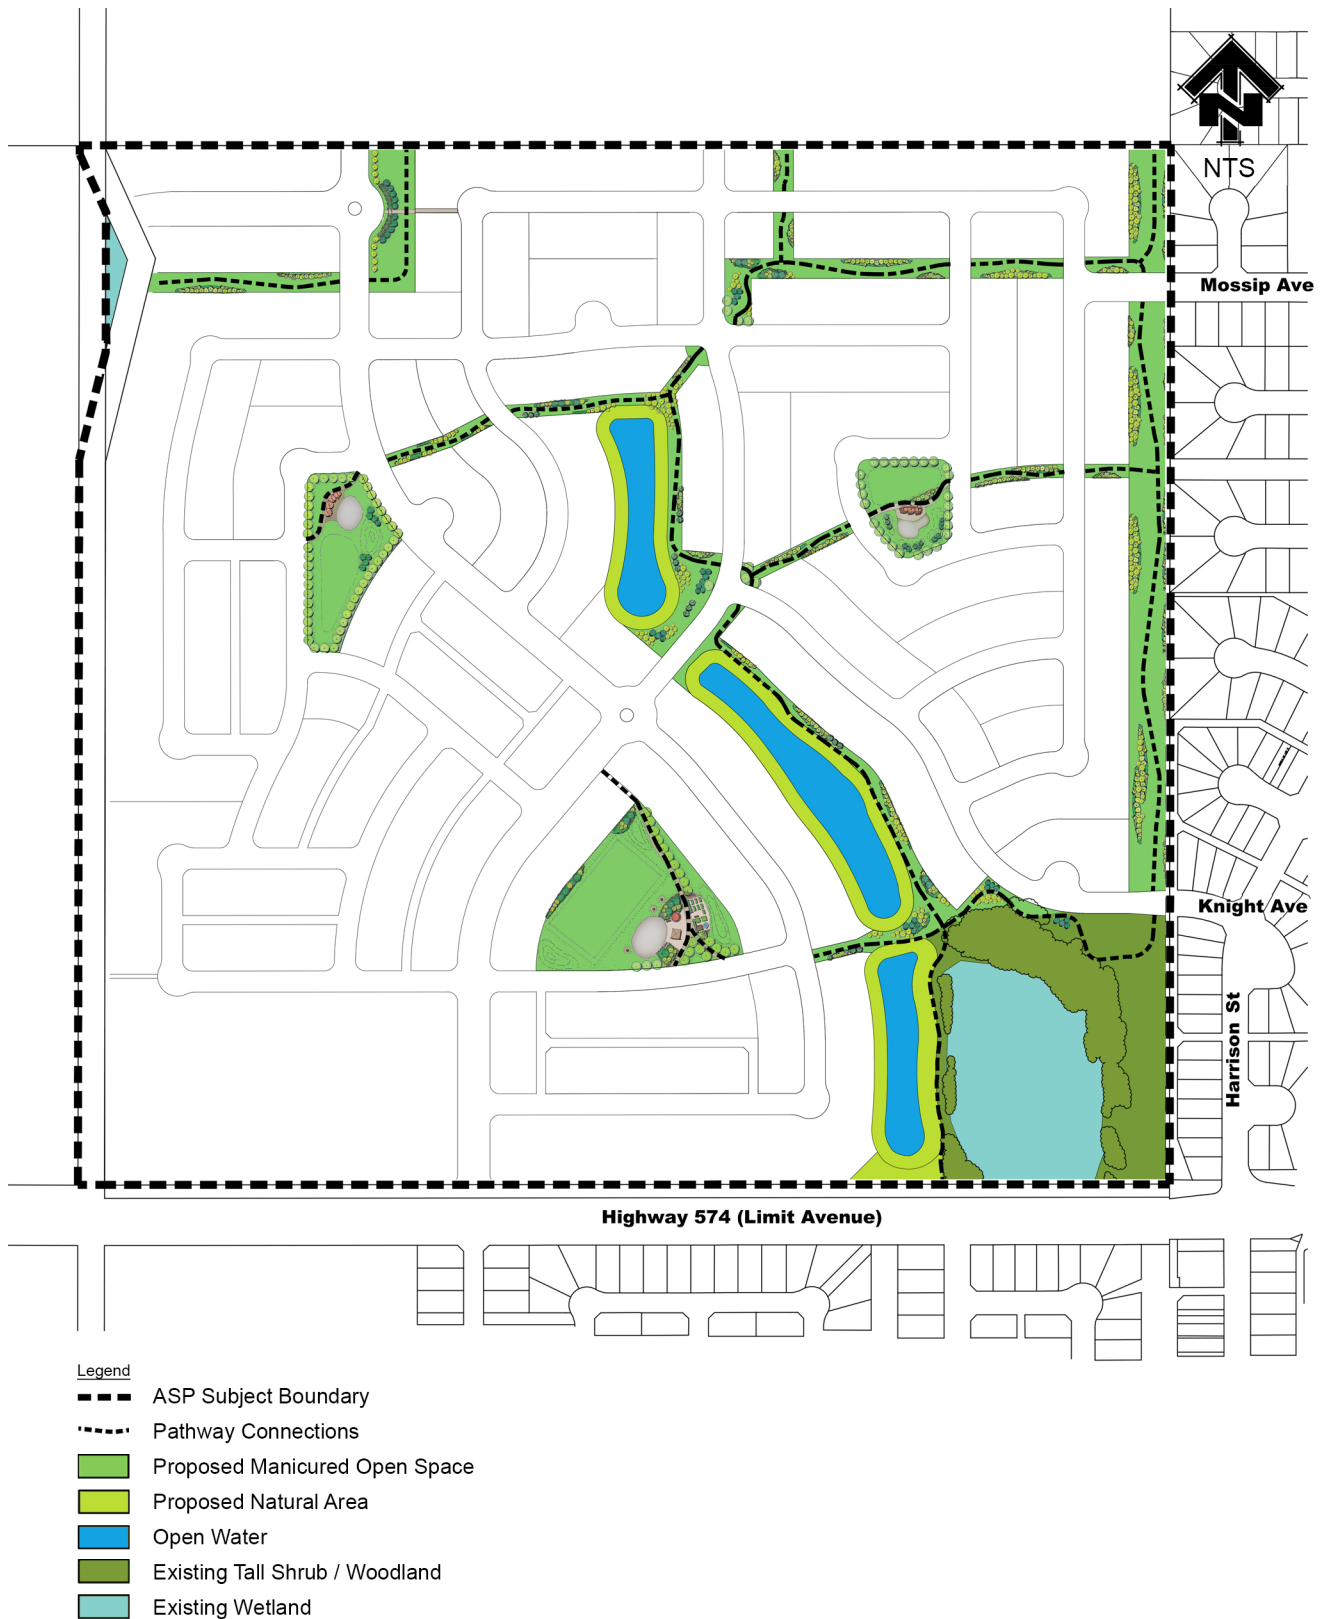 N
NTS
Mossip Ave
Knight Ave
Harrison St
Highway 574 (Limit Avenue)
Legend
ASP Subject Boundary
Pathway Connections
Proposed Manicured Open Space
Proposed Natural Area
Open Water
Existing Tall Shrub / Woodland
Existing Wetland